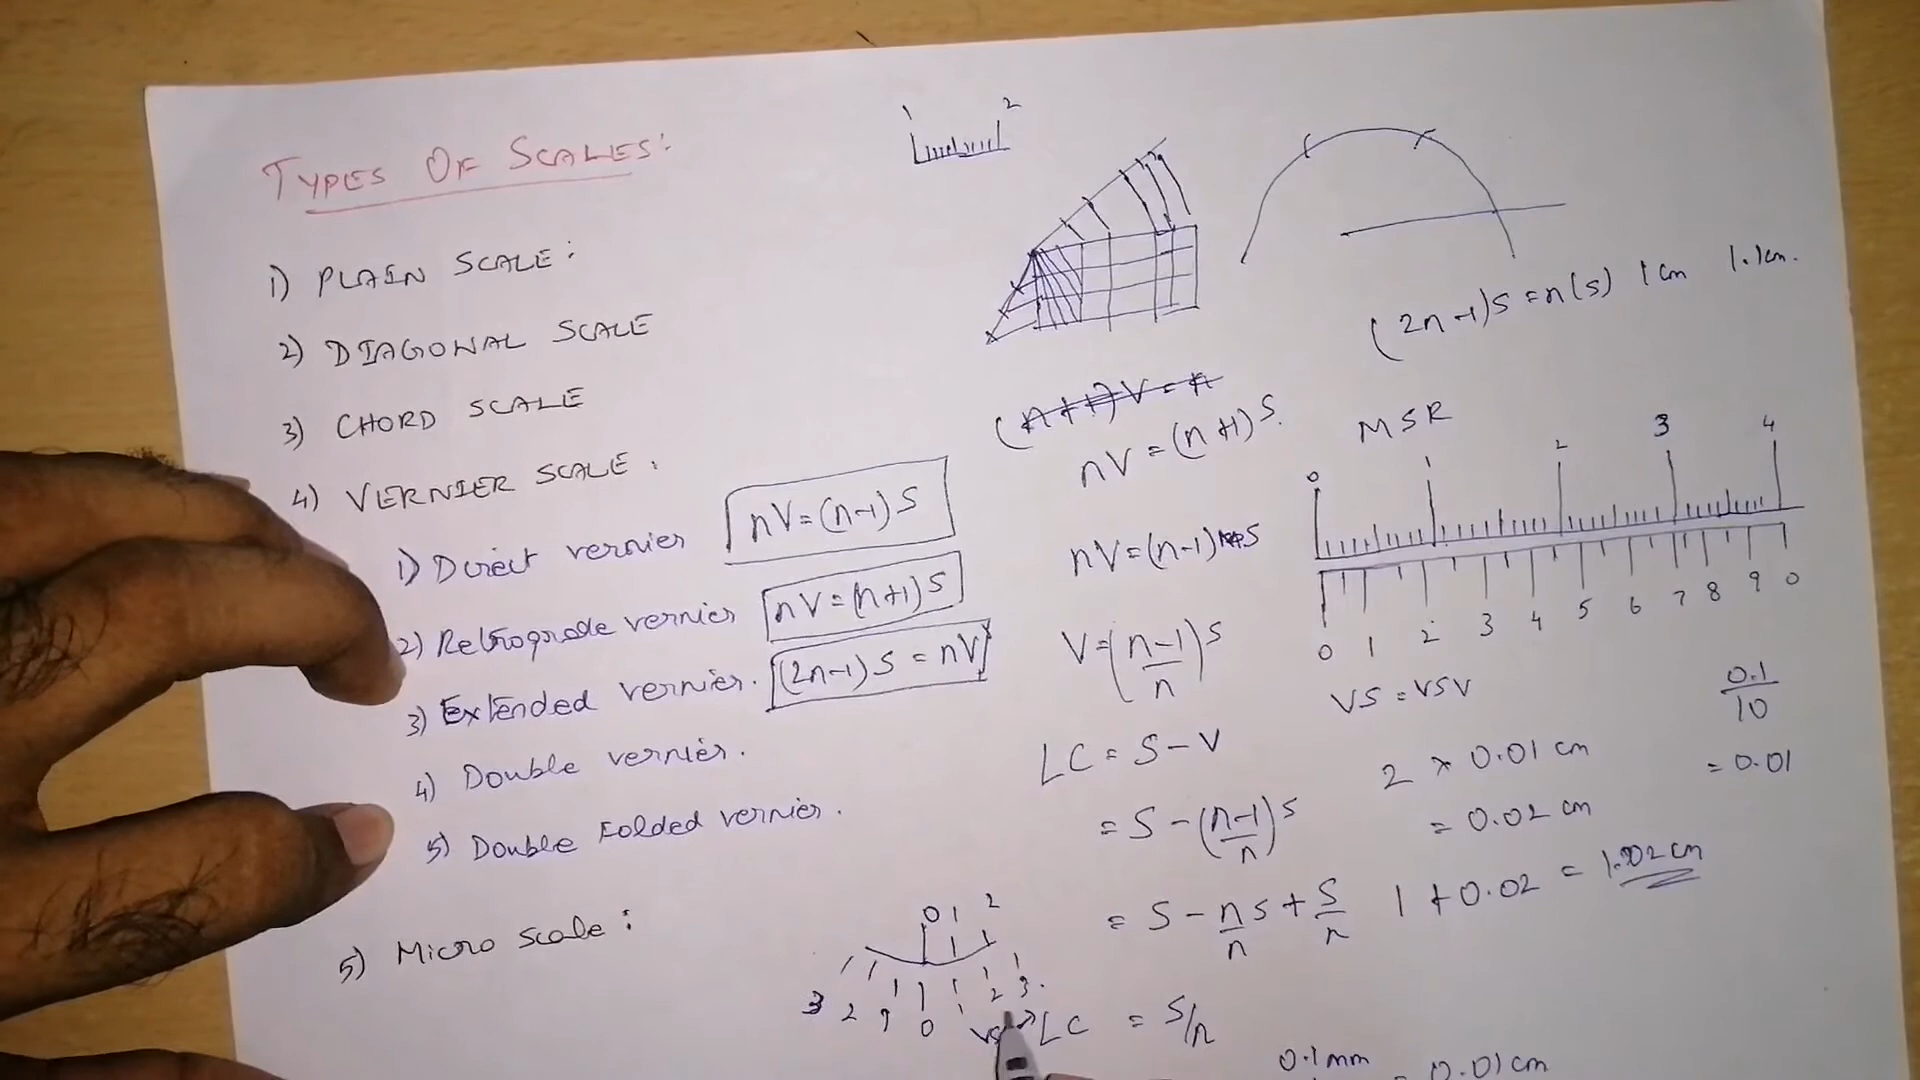 TYPES OF SCALES:
1) PLAIN SCALE:
2) DIAGONAL SCALE
3) CHORD SCALE
4) VERNIER SCALE:
1) Direct vernier nV=(n-1)S
2) Retrograde vernier nV=(n+1)S
3) Extended vernier. (2n-1)S = nV
4) Double vernier.
5) Double Folded vernier.
5) Micro scale:
1 2
(2n-1)S=n(s) 1 cm 1.1cm.
(n+1)V=n
nV=(n+1)S.
nV=(n-1)S
V=(n-1/n)S
LC = S-V
= S-(n-1/n)S
= S - n/n S + S/n
LC = S/n
MSR
0 1 2 3 4
0 1 2 3 4 5 6 7 8 9 0
VS = VSV
0.1/10
= 0.01
2 × 0.01 cm
= 0.02 cm
1 + 0.02 = 1.02 cm
0 1 2
3 2 1 0 1 2 3.
0.1mm
= 0.01cm